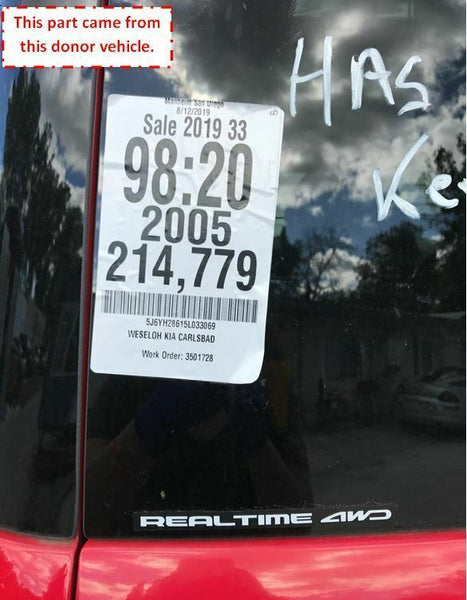 This part came from
this donor vehicle.
HAS
Ke
Manheim San Diego
8/12/2019
Sale 2019 33
98:20
2005
214,779
5J6YH28615L033069
WESELOH KIA CARLSBAD
Work Order: 3501728
REALTIME 4WD